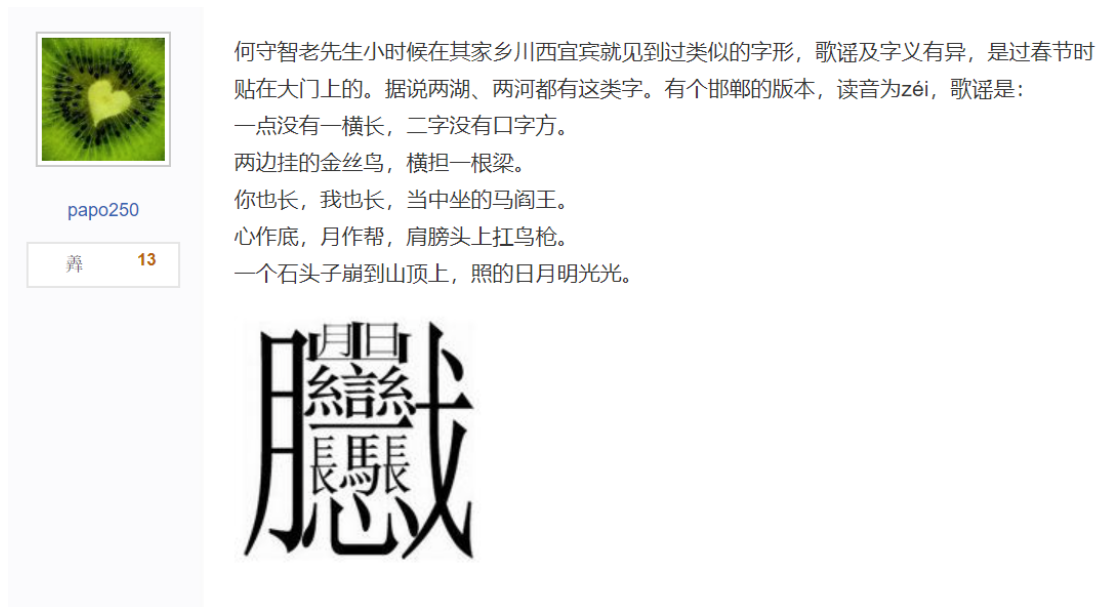 何守智老先生小时候在其家乡川西宜宾就见到过类似的字形，歌谣及字义有异，是过春节时
贴在大门上的。据说两湖、两河都有这类字。有个邯郸的版本，读音为zéi，歌谣是：
一点没有一横长，二字没有口字方。
两边挂的金丝鸟，横担一根梁。
你也长，我也长，当中坐的马阎王。
心作底，月作帮，肩膀头上扛鸟枪。
一个石头子崩到山顶上，照的日月明光光。
papo250
13